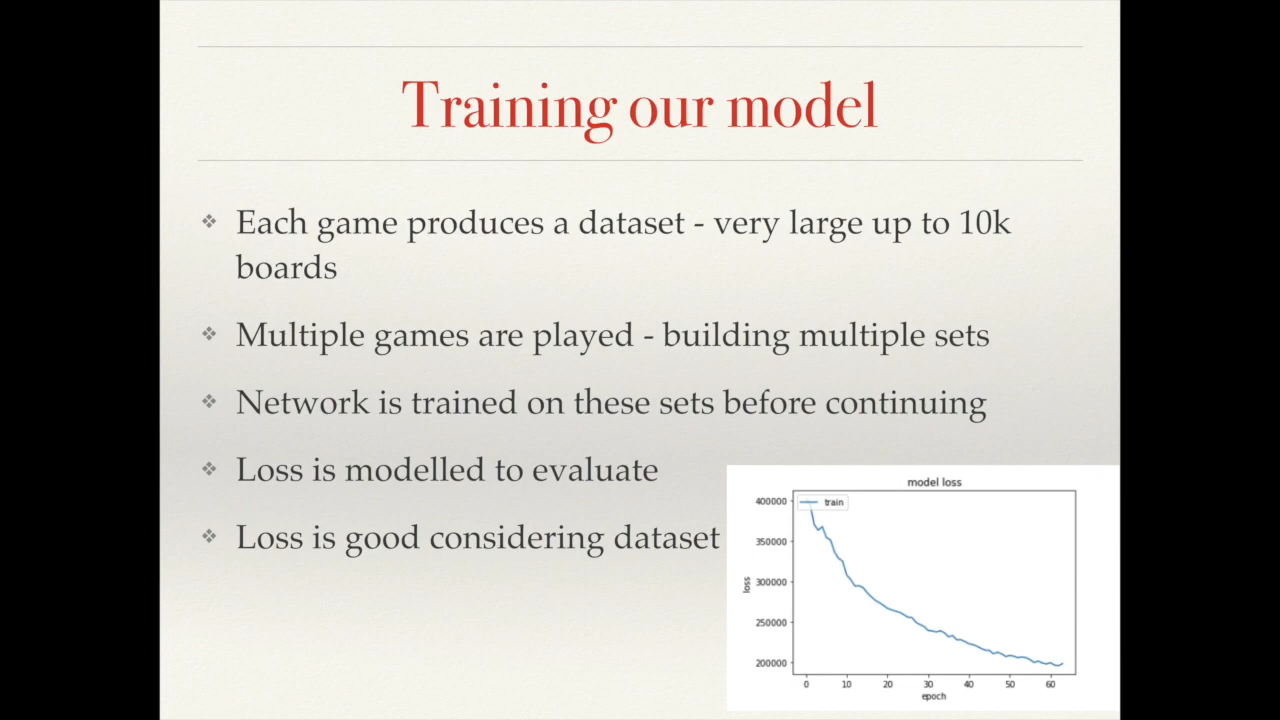 Training our model
Each game produces a dataset - very large up to 10k
boards
Multiple games are played - building multiple sets
Network is trained on these sets before continuing
Loss is modelled to evaluate
Loss is good considering dataset
model loss
train
400000
350000
300000
250000
200000
loss
0 10 20 30 40 50 60
epoch